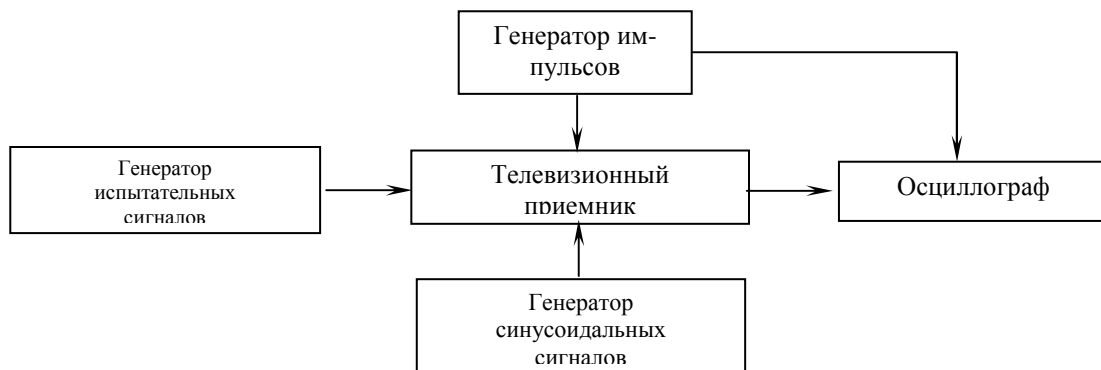 Генератор им-
пульсов
Генератор
испытательных
сигналов
Телевизионный
приемник
Осциллограф
Генератор
синусоидальных
сигналов